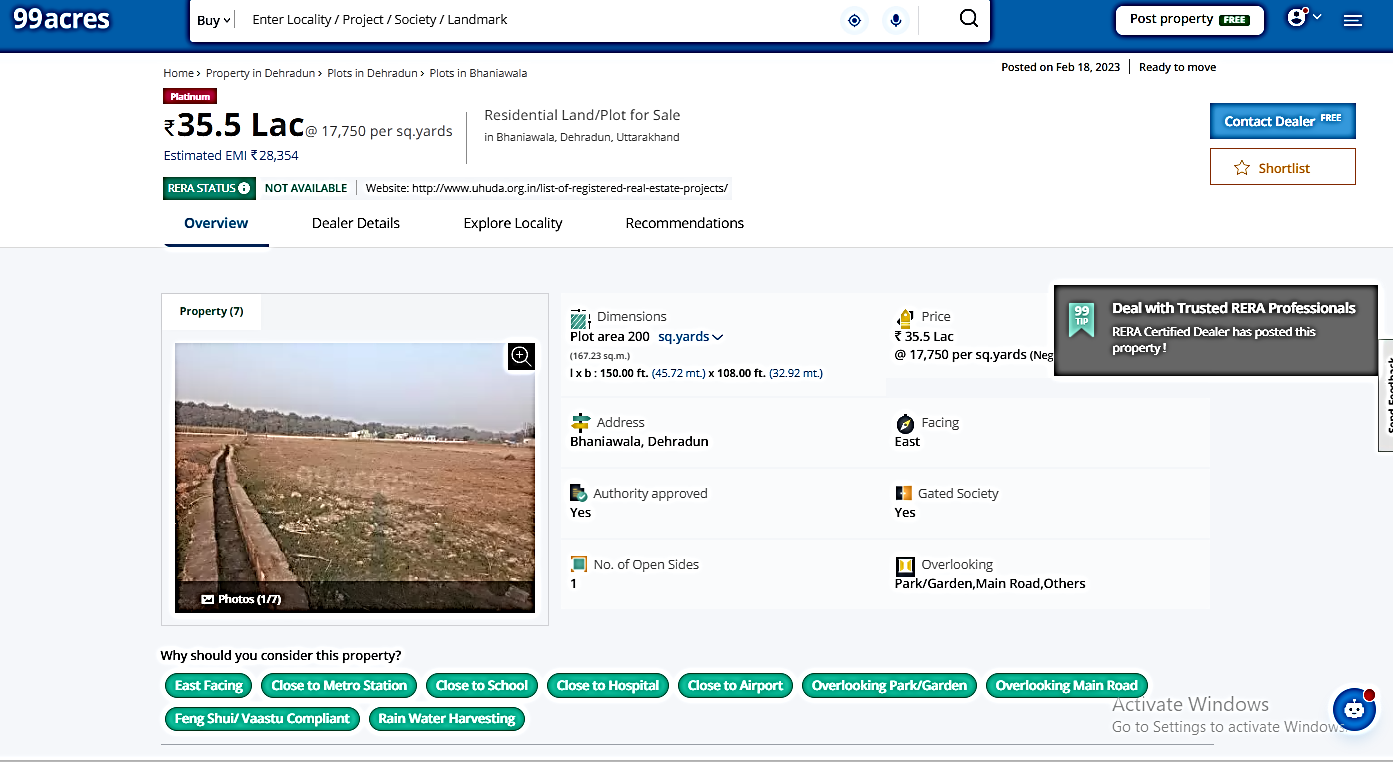 99acres
Buy
Enter Locality / Project / Society / Landmark
Post property FREE
Home › Property in Dehradun › Plots in Dehradun › Plots in Bhaniawala
Posted on Feb 18, 2023 | Ready to move
Platinum
₹35.5 Lac @ 17,750 per sq.yards
Estimated EMI ₹28,354
Residential Land/Plot for Sale
in Bhaniawala, Dehradun, Uttarakhand
Contact Dealer FREE
Shortlist
RERA STATUS NOT AVAILABLE | Website: http://www.uhuda.org.in/list-of-registered-real-estate-projects/
Overview Dealer Details Explore Locality Recommendations
Property (7)
99acres
Photos (1/7)
Dimensions
Plot area 200 sq.yards
(167.23 sq.m.)
l x b : 150.00 ft. (45.72 mt.) x 108.00 ft. (32.92 mt.)
Price
₹ 35.5 Lac
@ 17,750 per sq.yards (Neg
99
TIP
Deal with Trusted RERA Professionals
RERA Certified Dealer has posted this
property !
Send Feedback
Address
Bhaniawala, Dehradun
Facing
East
Authority approved
Yes
Gated Society
Yes
No. of Open Sides
1
Overlooking
Park/Garden,Main Road,Others
Why should you consider this property?
East Facing Close to Metro Station Close to School Close to Hospital Close to Airport Overlooking Park/Garden Overlooking Main Road
Feng Shui/ Vaastu Compliant Rain Water Harvesting
Activate Windows
Go to Settings to activate Windows.